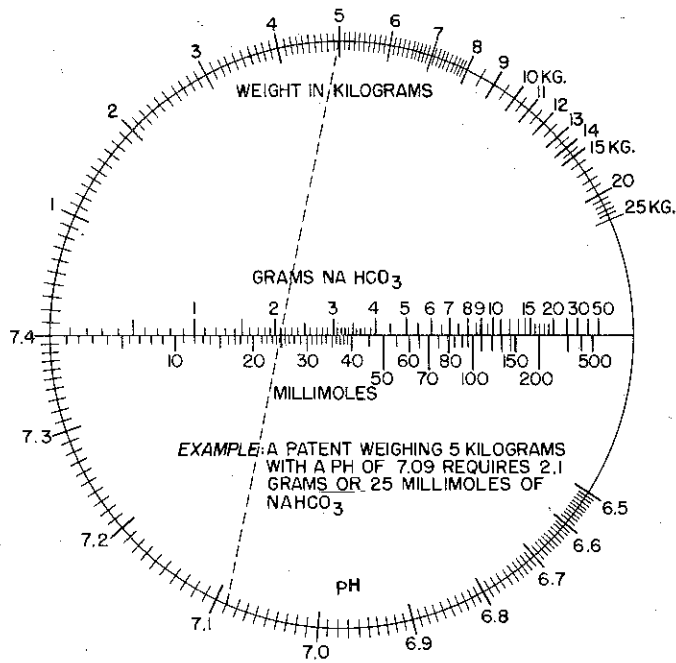 5
4
6
3
7
8
9
10 KG.
11
12
13
14
15 KG.
20
25 KG.
2
1
WEIGHT IN KILOGRAMS
GRAMS NA HCO3
1 2 3 4 5 6 7 8 9 10 15 20 30 50
7.4
10 20 30 40 50 60 70 80 100 150 200 500
MILLIMOLES
EXAMPLE: A PATENT WEIGHING 5 KILOGRAMS
WITH A PH OF 7.09 REQUIRES 2.1
GRAMS OR 25 MILLIMOLES OF
NAHCO3
7.3
7.2
7.1
7.0
6.9
6.8
6.7
6.6
6.5
pH